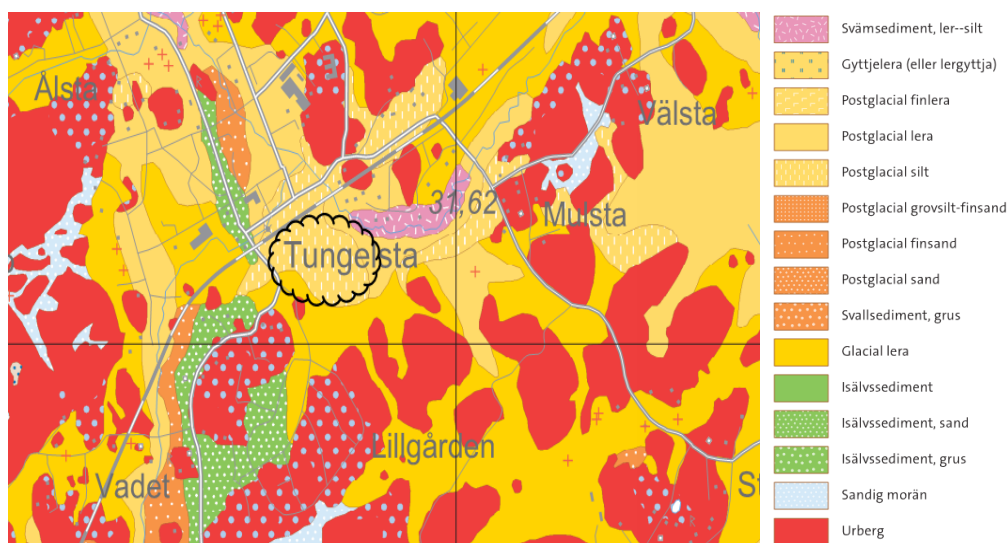 Ålsta
Välsta
31,62
Mulsta
Tungelsta
Lillgården
Vadet
St
Svämsediment, ler--silt
Gyttjelera (eller lergyttja)
Postglacial finlera
Postglacial lera
Postglacial silt
Postglacial grovsilt-finsand
Postglacial finsand
Postglacial sand
Svallsediment, grus
Glacial lera
Isälvssediment
Isälvssediment, sand
Isälvssediment, grus
Sandig morän
Urberg